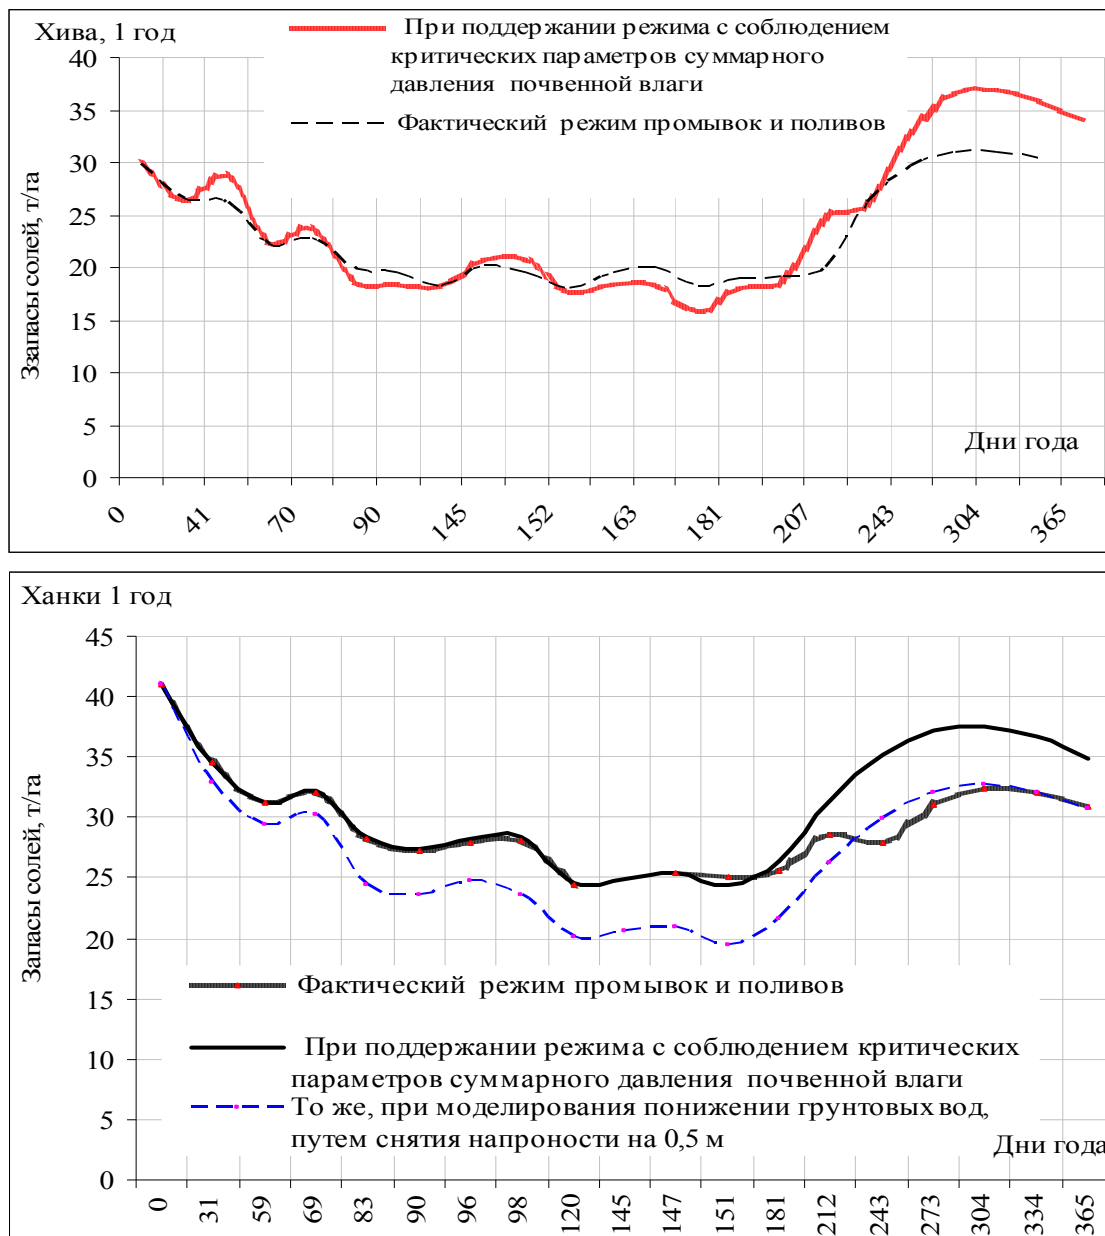 Хива, 1 год
При поддержании режима с соблюдением
критических параметров суммарного
давления почвенной влаги
Фактический режим промывок и поливов
Ззапасы солей, т/га
40
35
30
25
20
15
10
5
0
Дни года
0 41 70 90 145 152 163 181 207 243 304 365
Ханки 1 год
Запасы солей, т/га
45
40
35
30
25
20
15
10
5
0
Фактический режим промывок и поливов
При поддержании режима с соблюдением критических
параметров суммарного давления почвенной влаги
То же, при моделирования понижении грунтовых вод,
путем снятия напроности на 0,5 м
Дни года
0 31 59 69 83 90 96 98 120 145 147 151 181 212 243 273 304 334 365